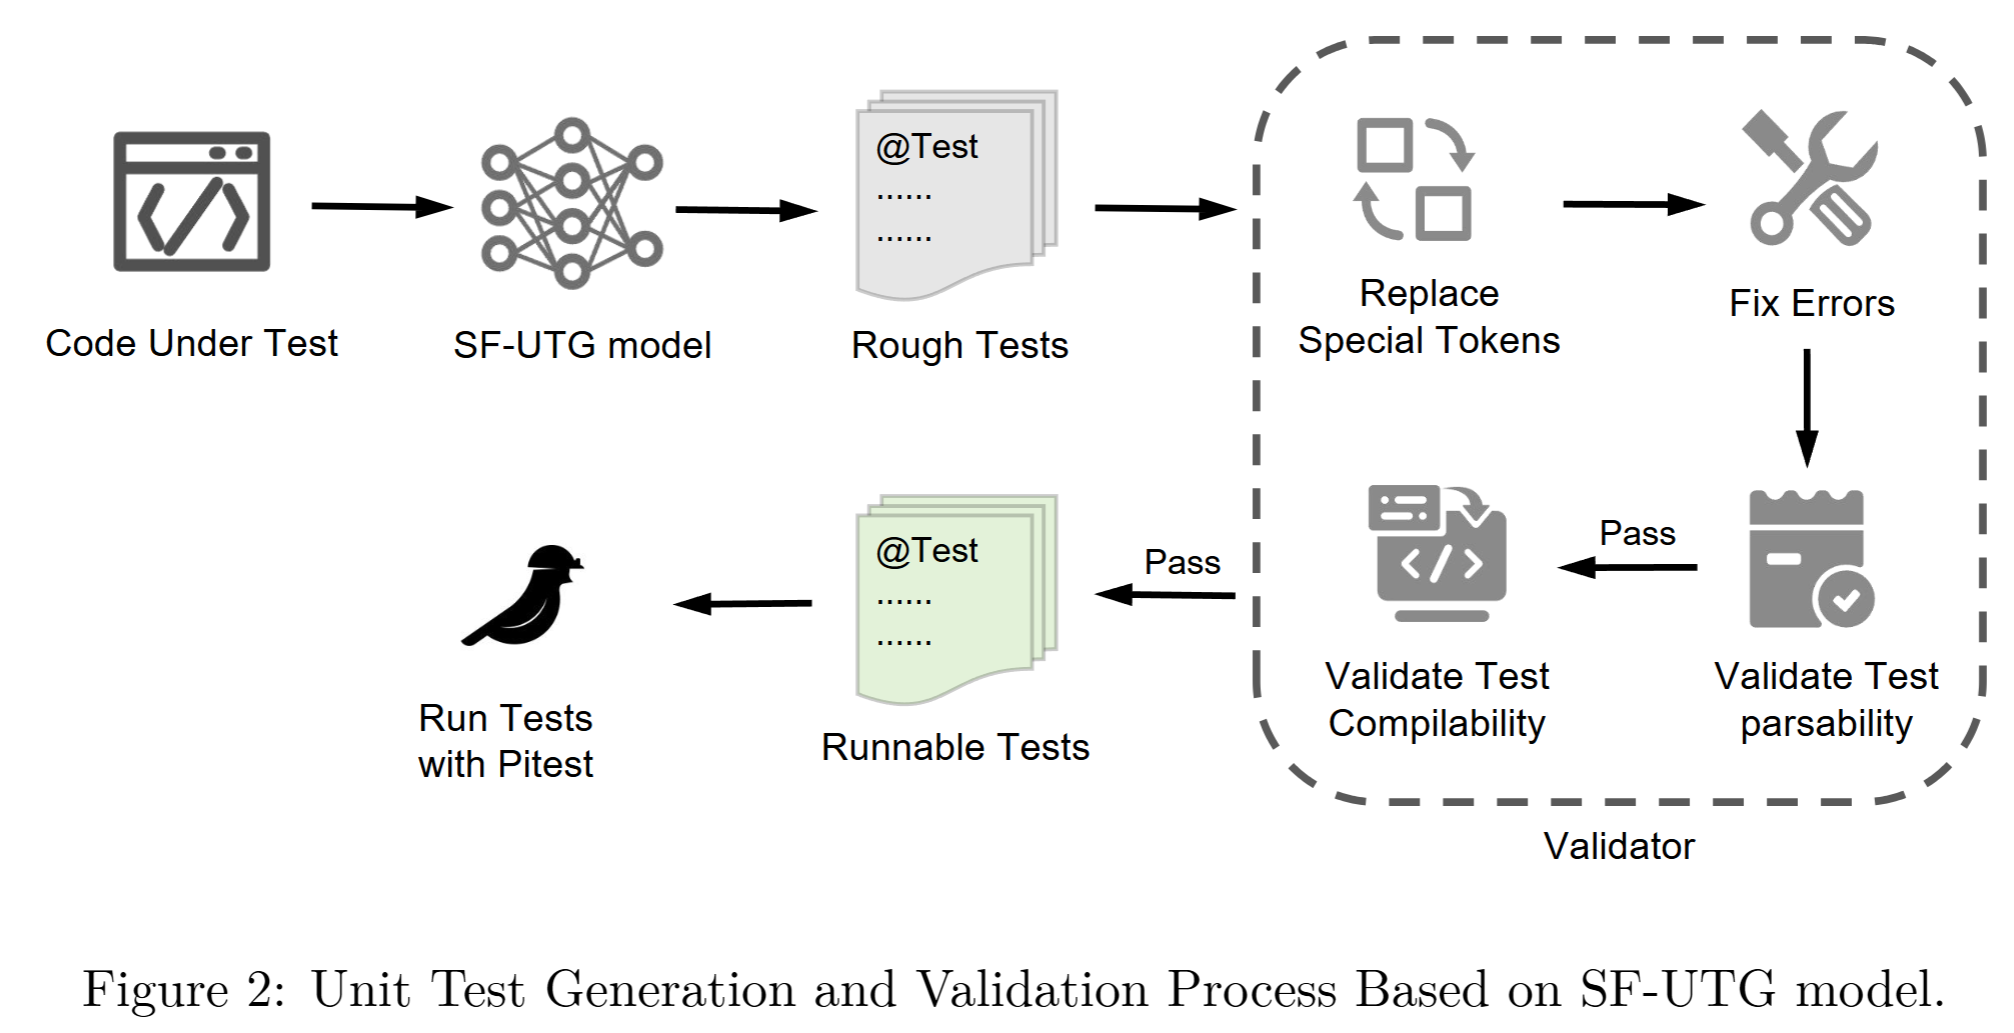 @Test
......
......
Code Under Test
SF-UTG model
Rough Tests
Replace
Special Tokens
Fix Errors
Pass
Validate Test
parsability
Validate Test
Compilability
Pass
@Test
......
......
Runnable Tests
Run Tests
with Pitest
Validator
Figure 2: Unit Test Generation and Validation Process Based on SF-UTG model.